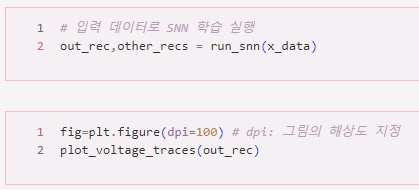 1 # 입력 데이터로 SNN 학습 실행
2 out_rec,other_recs = run_snn(x_data)
1 fig=plt.figure(dpi=100) # dpi: 그림의 해상도 지정
2 plot_voltage_traces(out_rec)